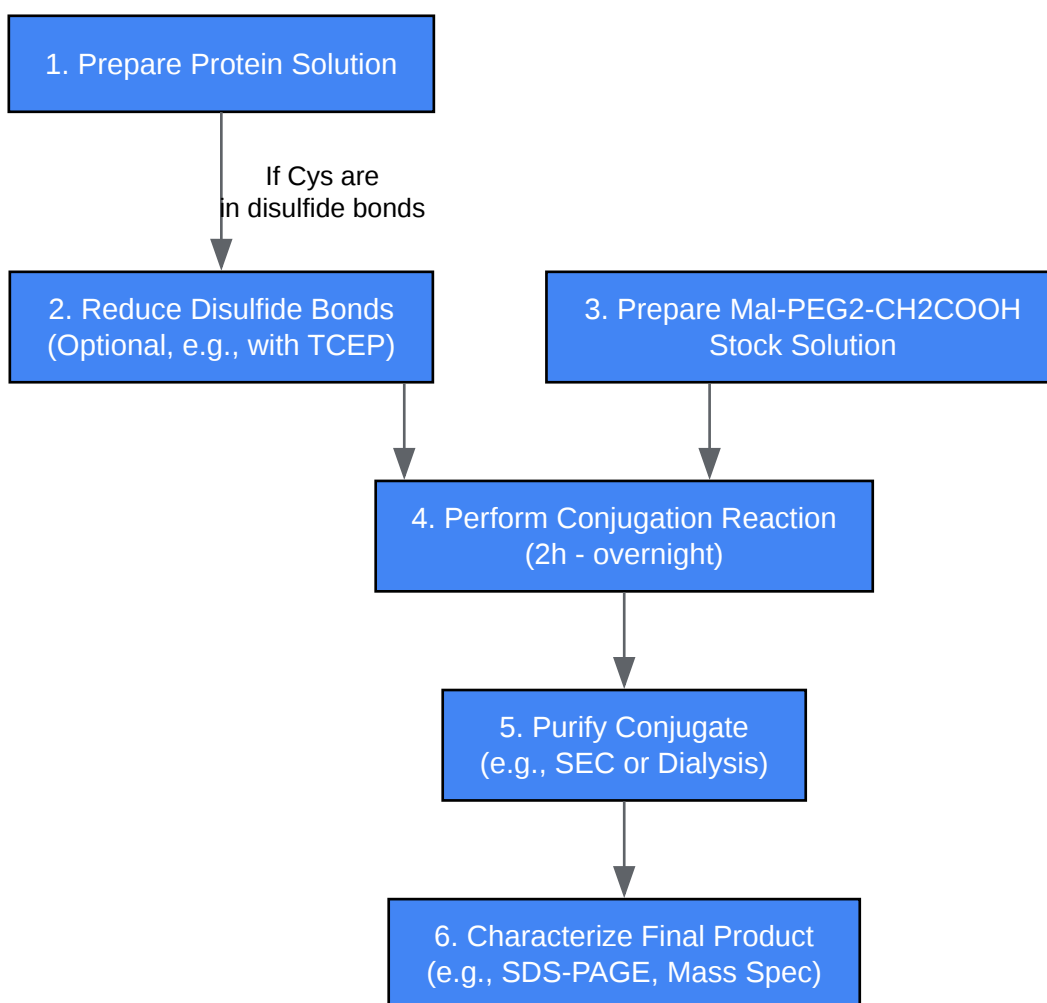 1. Prepare Protein Solution
If Cys are
in disulfide bonds
2. Reduce Disulfide Bonds
(Optional, e.g., with TCEP)
3. Prepare Mal-PEG2-CH2COOH
Stock Solution
4. Perform Conjugation Reaction
(2h - overnight)
5. Purify Conjugate
(e.g., SEC or Dialysis)
6. Characterize Final Product
(e.g., SDS-PAGE, Mass Spec)